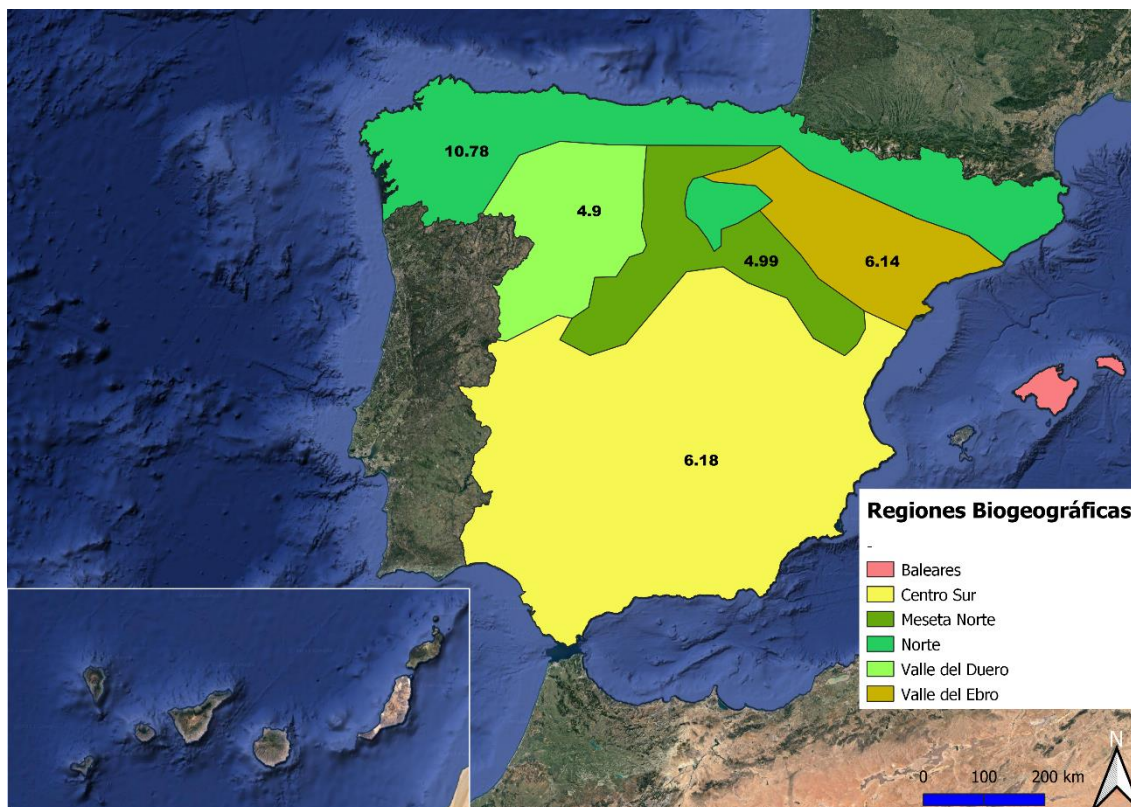 10.78
4.9
4.99
6.14
6.18
Regiones Biogeográficas
-
Baleares
Centro Sur
Meseta Norte
Norte
Valle del Duero
Valle del Ebro
N
0 100 200 km